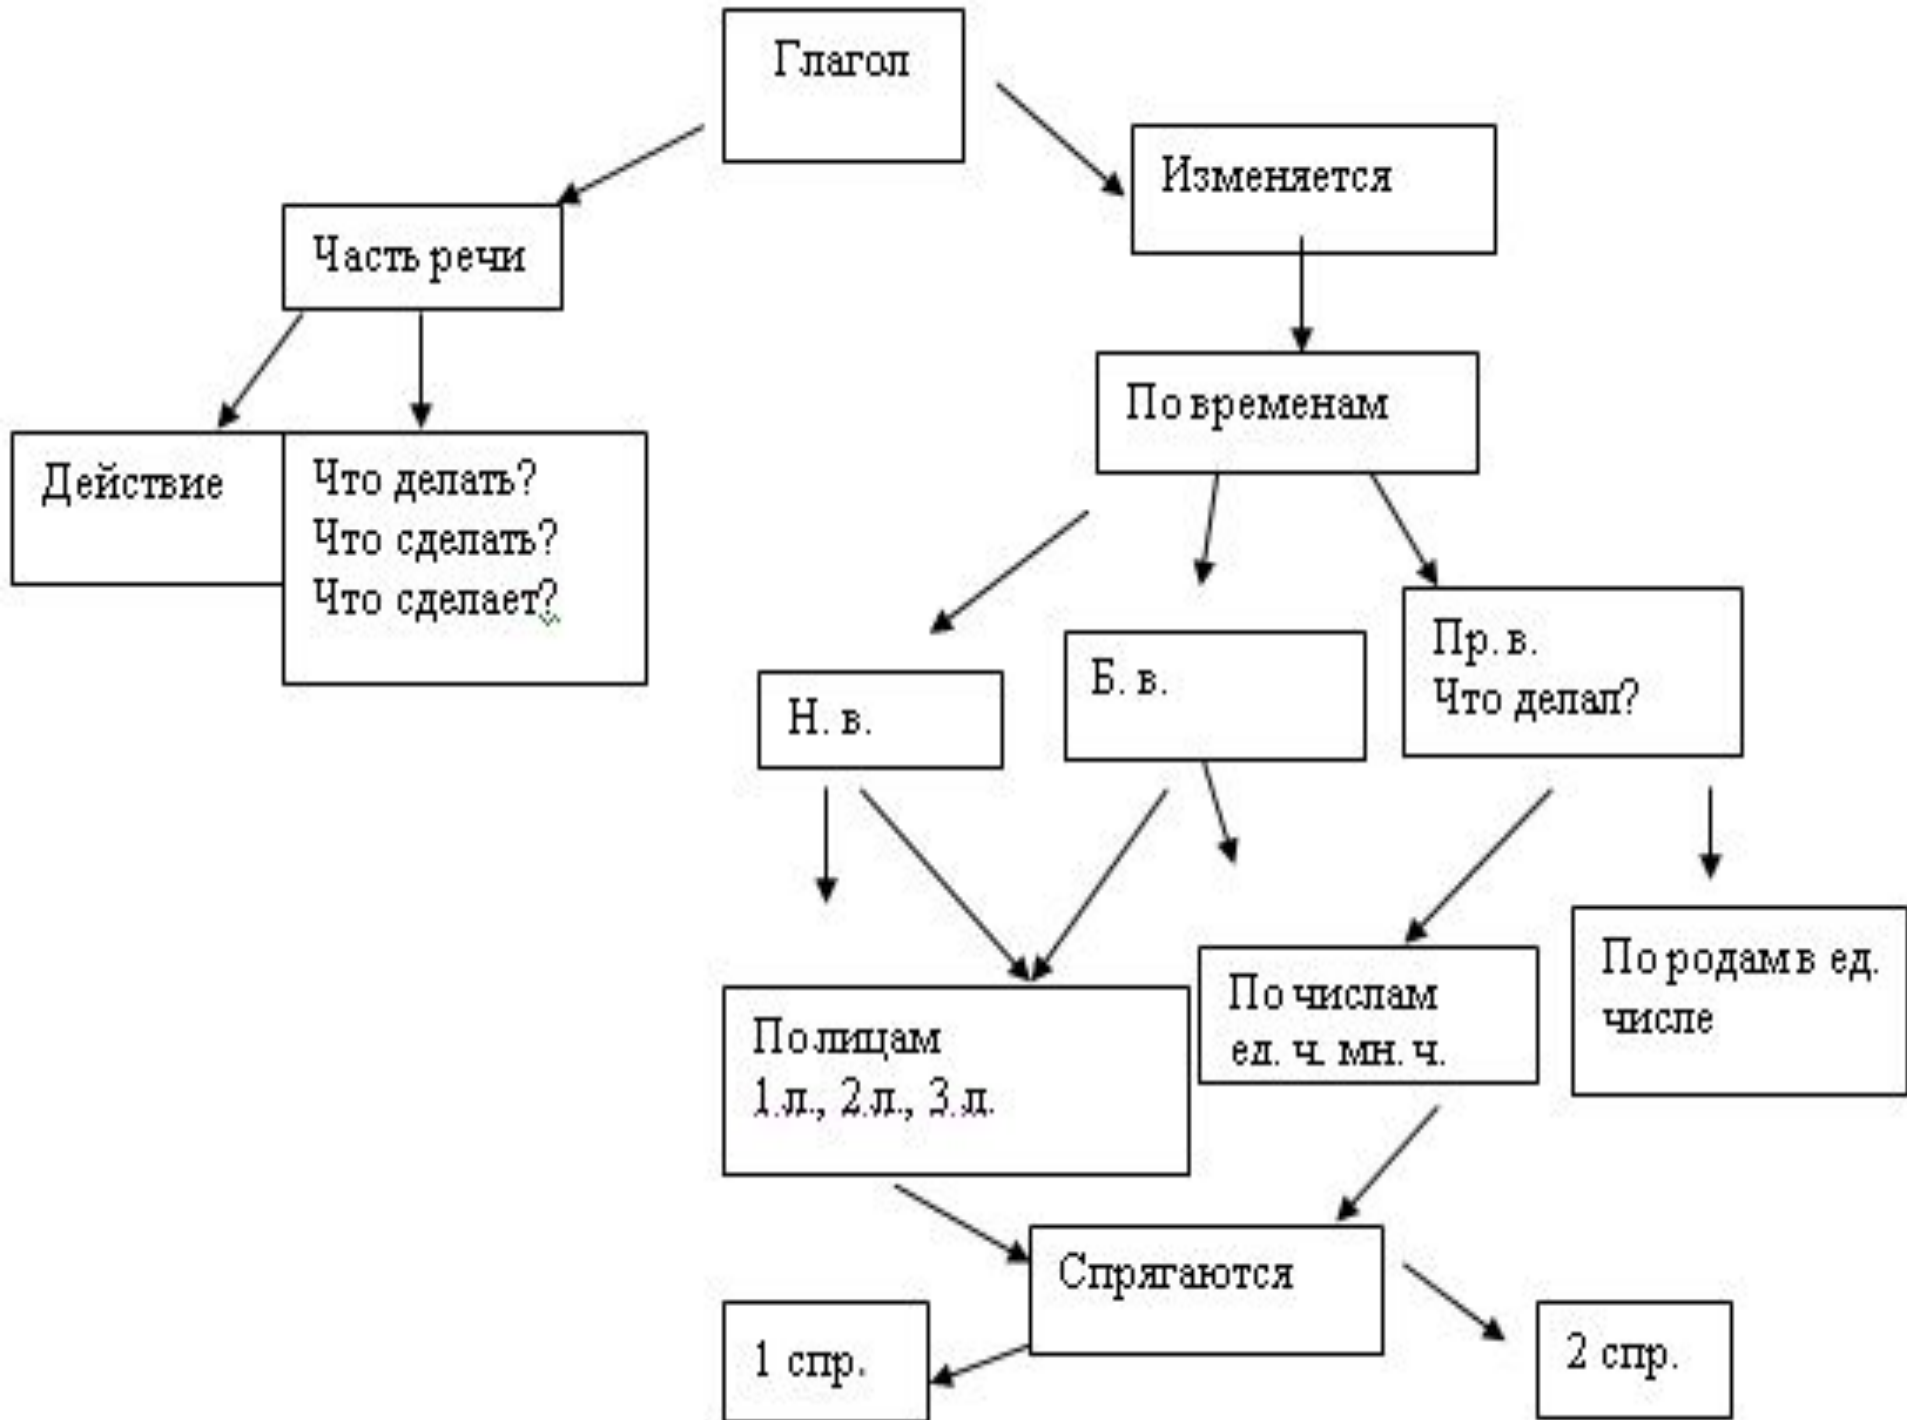 Глагол
Изменяется
Часть речи
По временам
Действие
Что делать?
Что сделать?
Что сделает?
Н. в.
Б. в.
Пр. в.
Что делал?
По лицам
1.л., 2.л., 3.л.
По числам
ед. ч. мн. ч.
По родам в ед.
числе
Спрягаются
1 спр.
2 спр.